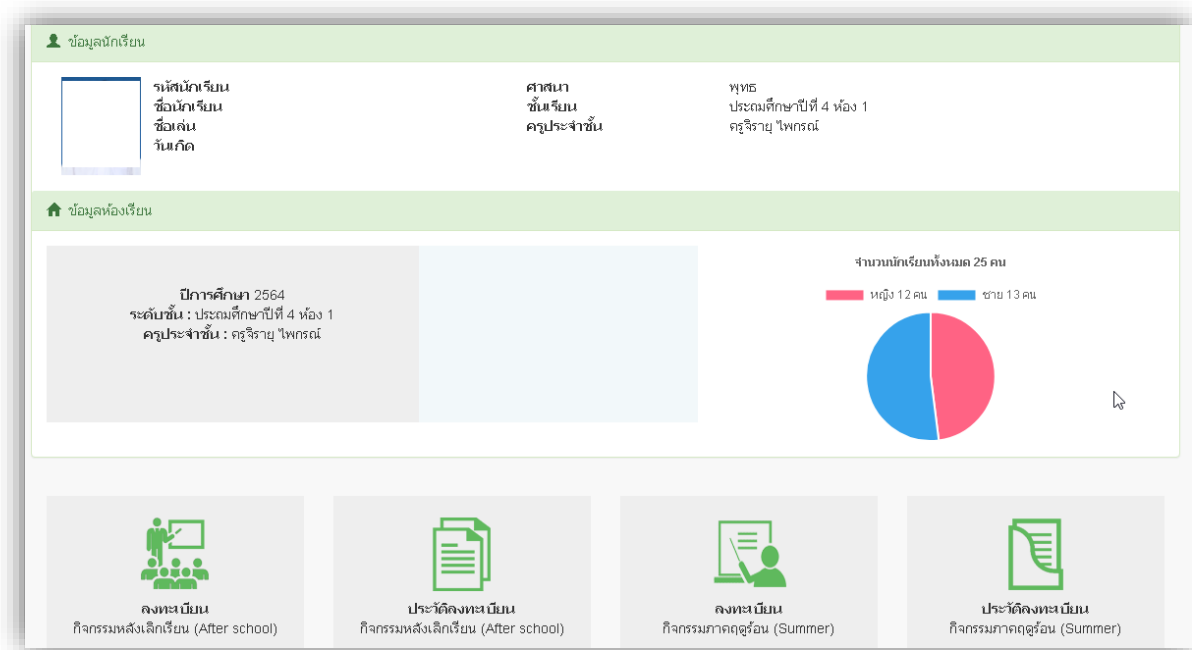 ข้อมูลนักเรียน
รหัสนักเรียน
ชื่อนักเรียน
ชื่อเล่น
วันเกิด
ศาสนา พุทธ
ชั้นเรียน ประถมศึกษาปีที่ 4 ห้อง 1
ครูประจำชั้น ครูจิรายุ ไพกรณ์
ข้อมูลห้องเรียน
ปีการศึกษา 2564
ระดับชั้น : ประถมศึกษาปีที่ 4 ห้อง 1
ครูประจำชั้น : ครูจิรายุ ไพกรณ์
จำนวนนักเรียนทั้งหมด 25 คน
หญิง 12 คน ชาย 13 คน
ลงทะเบียน
กิจกรรมหลังเลิกเรียน (After school)
ประวัติลงทะเบียน
กิจกรรมหลังเลิกเรียน (After school)
ลงทะเบียน
กิจกรรมภาคฤดูร้อน (Summer)
ประวัติลงทะเบียน
กิจกรรมภาคฤดูร้อน (Summer)